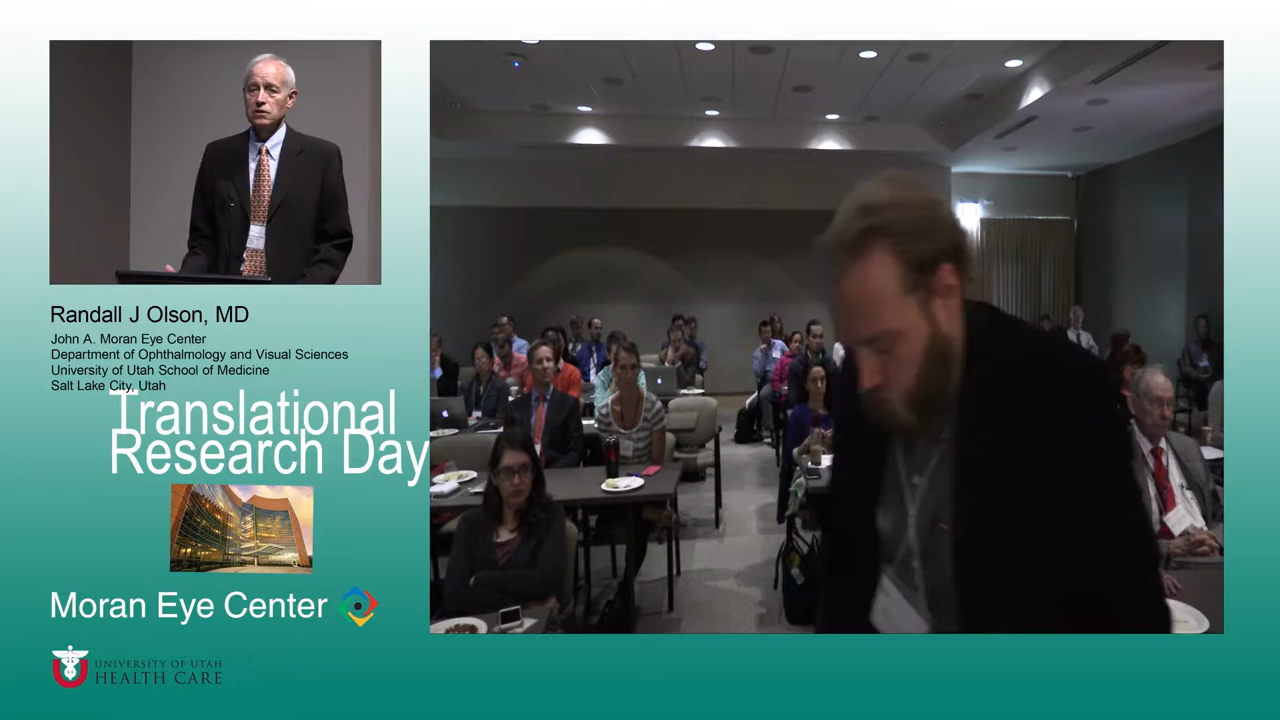 Randall J Olson, MD
John A. Moran Eye Center
Department of Ophthalmology and Visual Sciences
University of Utah School of Medicine
Salt Lake City, Utah
Translational
Research Day
Moran Eye Center
UNIVERSITY OF UTAH
HEALTH CARE